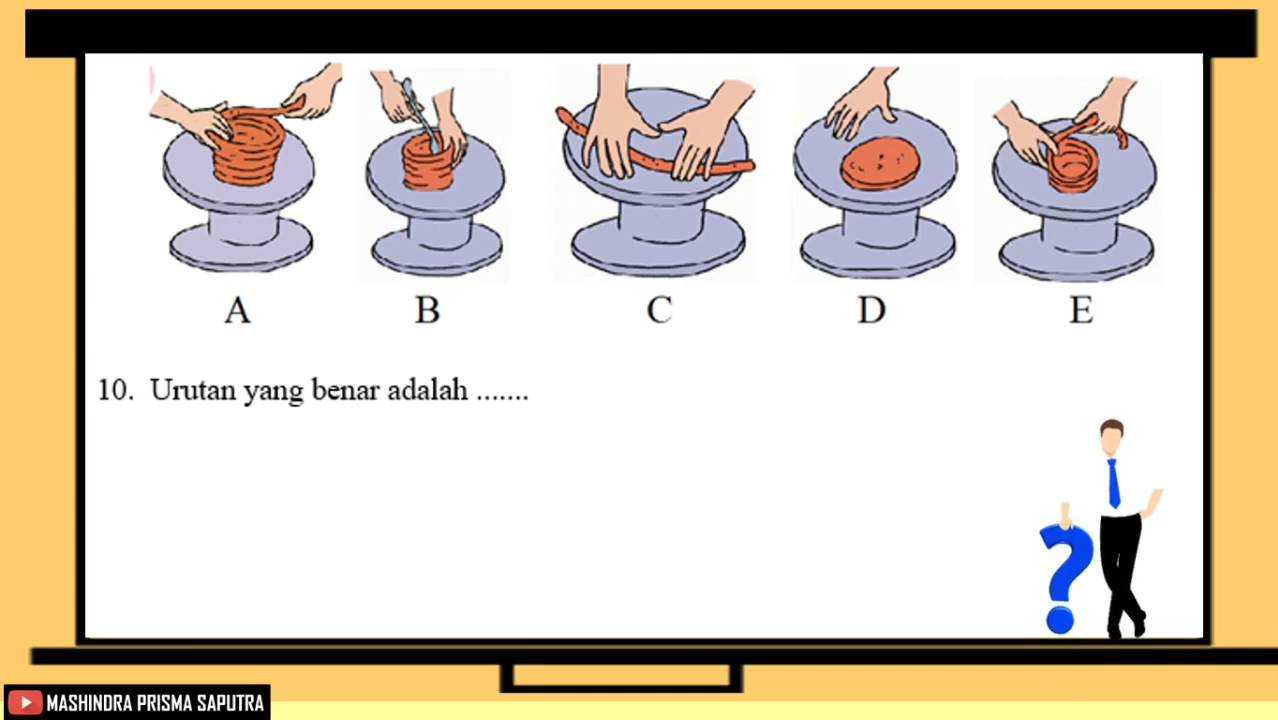 A B C D E
10. Urutan yang benar adalah .......
MASHINDRA PRISMA SAPUTRA